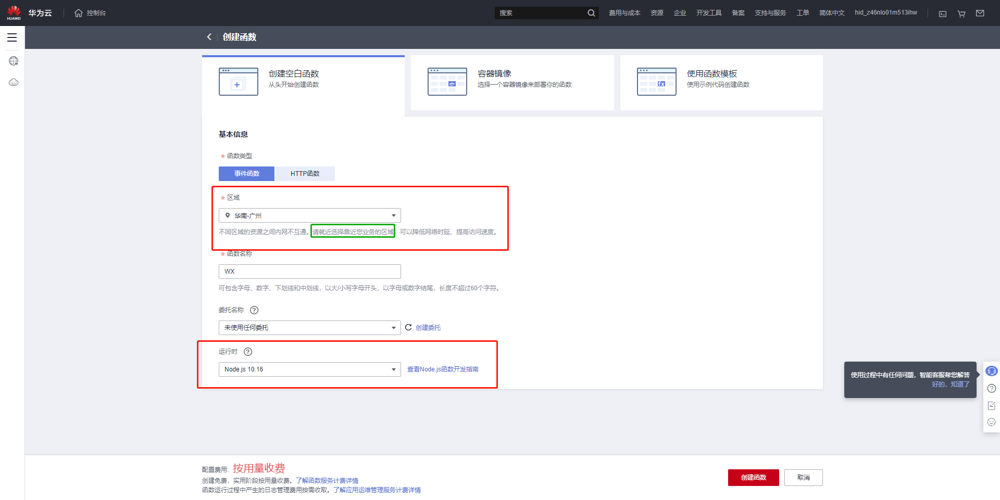 HUAWEI
华为云
控制台
搜索
费用与成本
资源
企业
开发工具
备案
支持与服务
工单
简体中文
hid_z46nlo01m513ihw
创建函数
创建空白函数
从头开始创建函数
容器镜像
选择一个容器镜像来部署你的函数
使用函数模板
使用示例代码创建函数
基本信息
* 函数类型
事件函数
HTTP函数
* 区域
华南-广州
不同区域的资源之间内网不互通。请就近选择靠近您业务的区域, 可以降低网络时延、提高访问速度。
* 函数名称
WX
可包含字母、数字、下划线和中划线，以大/小写字母开头，以字母或数字结尾，长度不超过60个字符。
委托名称
未使用任何委托
创建委托
运行时
Node.js 10.16
查看Node.js函数开发指南
使用过程中有任何问题，智能客服帮您解答
好的，知道了
配置费用: 按用量收费
创建免费，实用阶段按用量收费。了解函数服务计费详情
函数运行过程中产生的日志管理费用按需收取。了解应用运维管理服务计费详情
创建函数
取消